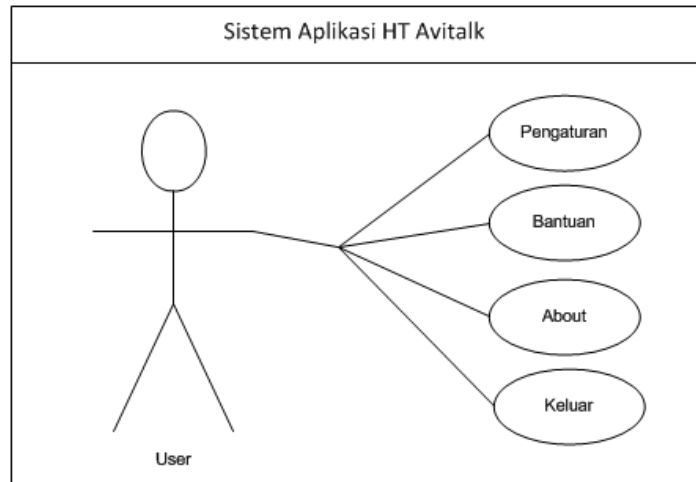 Sistem Aplikasi HT Avitalk
Pengaturan
Bantuan
About
Keluar
User